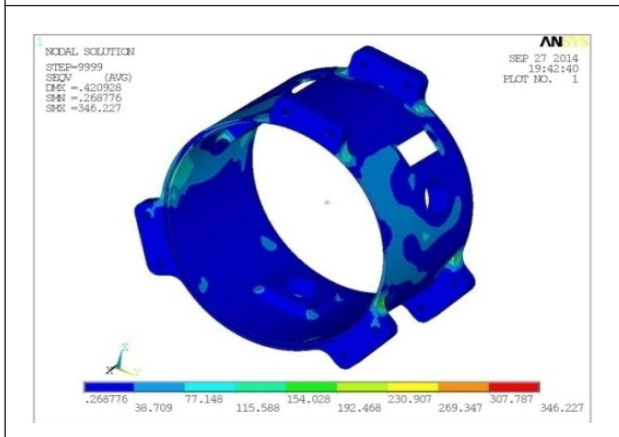 1
NODAL SOLUTION
STEP=9999
SEQV (AVG)
DMX =.420928
SMN =.268776
SMX =346.227
ANSYS
SEP 27 2014
19:42:40
PLOT NO. 1
Z
X Y
.268776 77.148 154.028 230.907 307.787
38.709 115.588 192.468 269.347 346.227